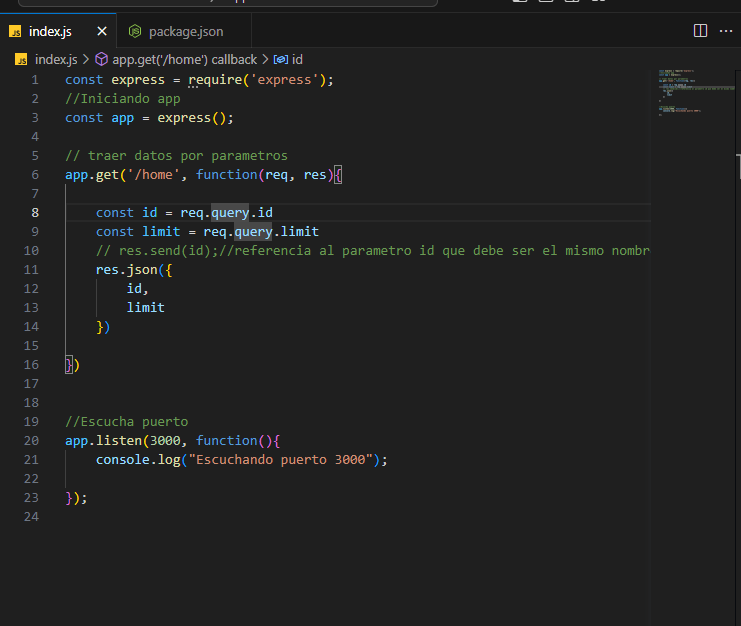 index.js
package.json
index.js > app.get('/home') callback > id
1 const express = require('express');
2 //Iniciando app
3 const app = express();
4
5 // traer datos por parametros
6 app.get('/home', function(req, res){
7
8 const id = req.query.id
9 const limit = req.query.limit
10 // res.send(id);//referencia al parametro id que debe ser el mismo nombr
11 res.json({
12 id,
13 limit
14 })
15
16 })
17
18
19 //Escucha puerto
20 app.listen(3000, function(){
21 console.log("Escuchando puerto 3000");
22
23 });
24